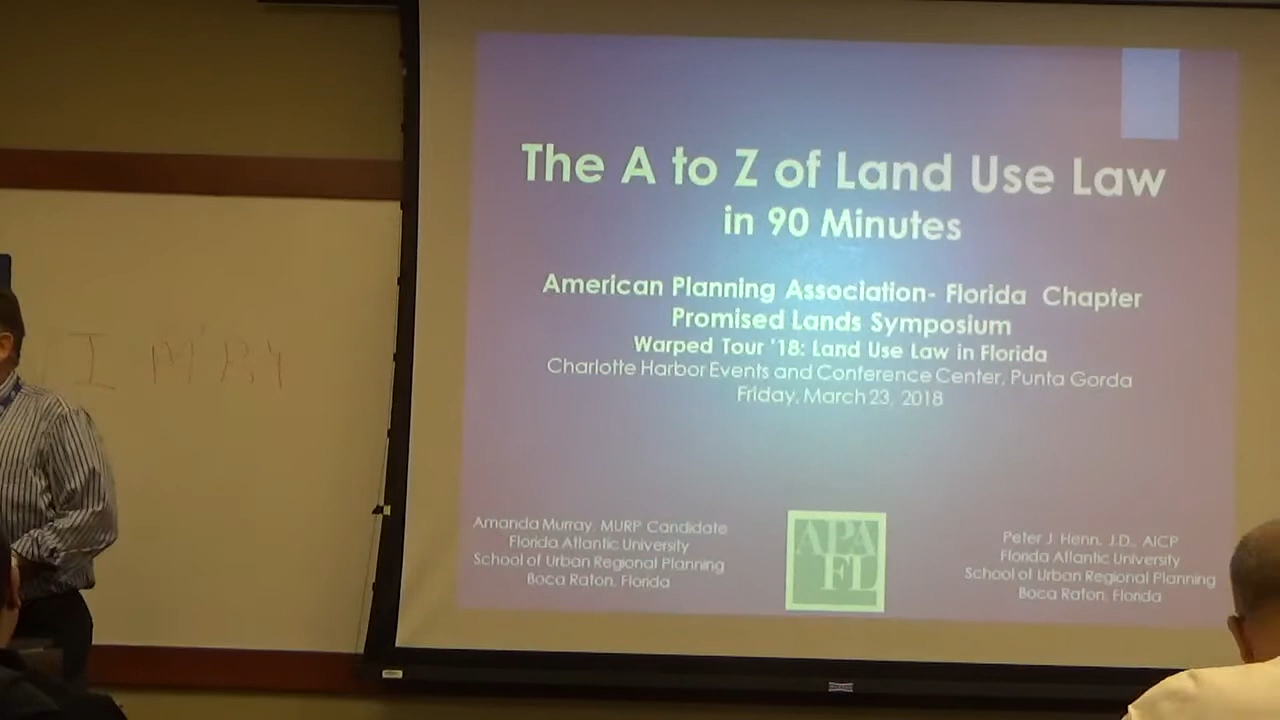 The A to Z of Land Use Law
in 90 Minutes
American Planning Association- Florida Chapter
Promised Lands Symposium
Warped Tour '18: Land Use Law in Florida
Charlotte Harbor Events and Conference Center, Punta Gorda
Friday, March 23, 2018
Amanda Murray, MURP Candidate
Florida Atlantic University
School of Urban Regional Planning
Boca Raton, Florida
APA
FL
Peter J. Henn, J.D., AICP
Florida Atlantic University
School of Urban Regional Planning
Boca Raton, Florida